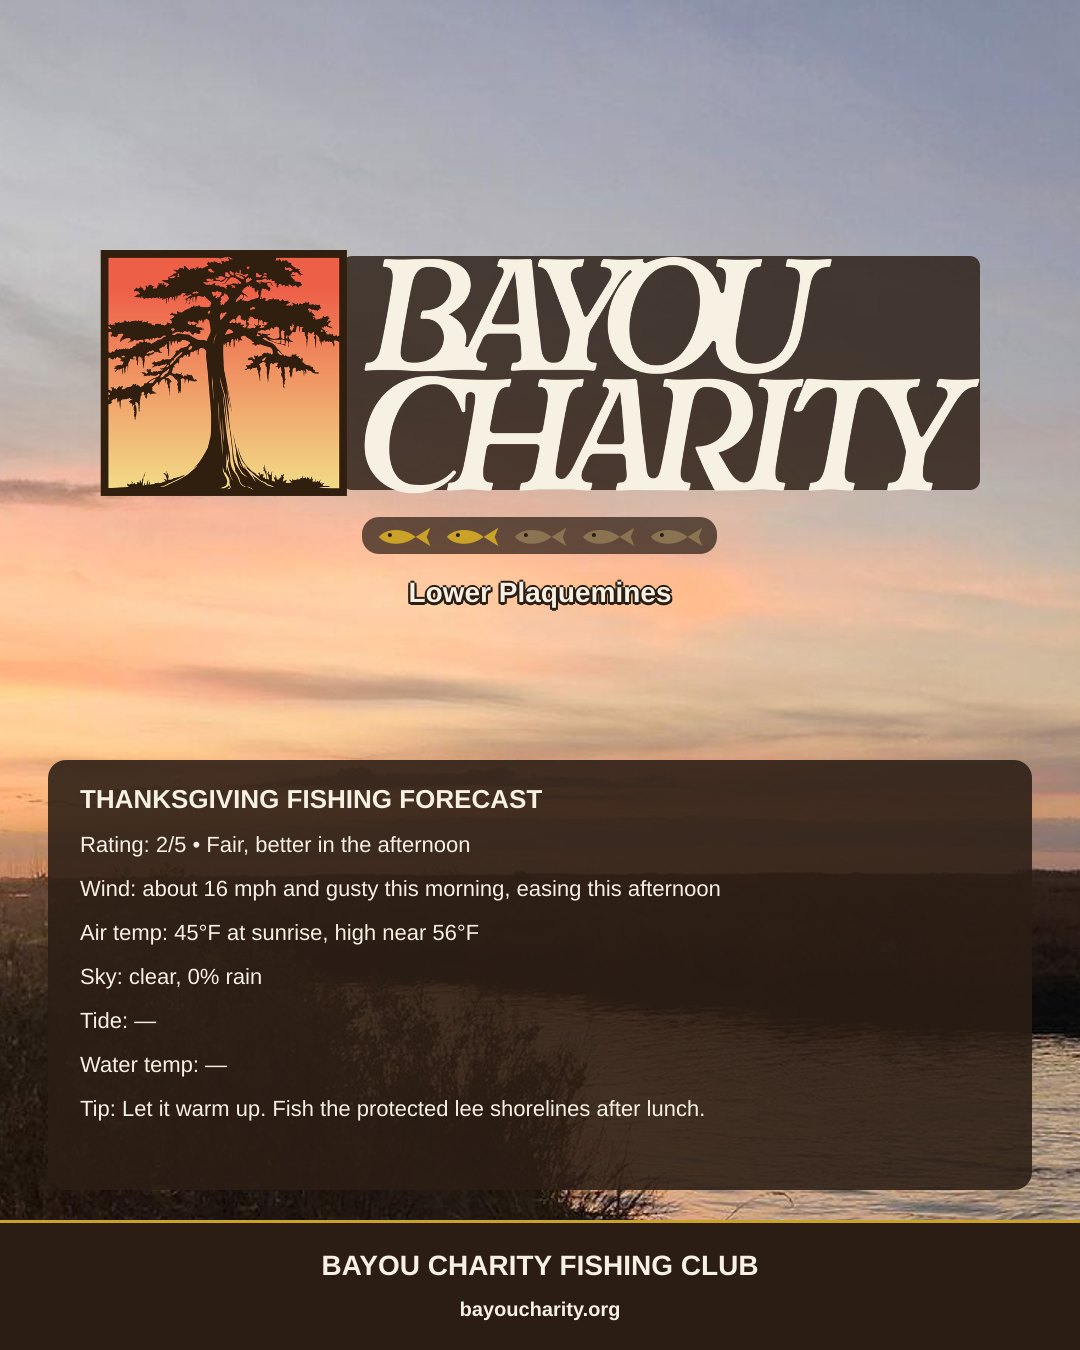 BAYOU
CHARITY
Lower Plaquemines
THANKSGIVING FISHING FORECAST
Rating: 2/5 • Fair, better in the afternoon
Wind: about 16 mph and gusty this morning, easing this afternoon
Air temp: 45°F at sunrise, high near 56°F
Sky: clear, 0% rain
Tide: —
Water temp: —
Tip: Let it warm up. Fish the protected lee shorelines after lunch.
BAYOU CHARITY FISHING CLUB
bayoucharity.org